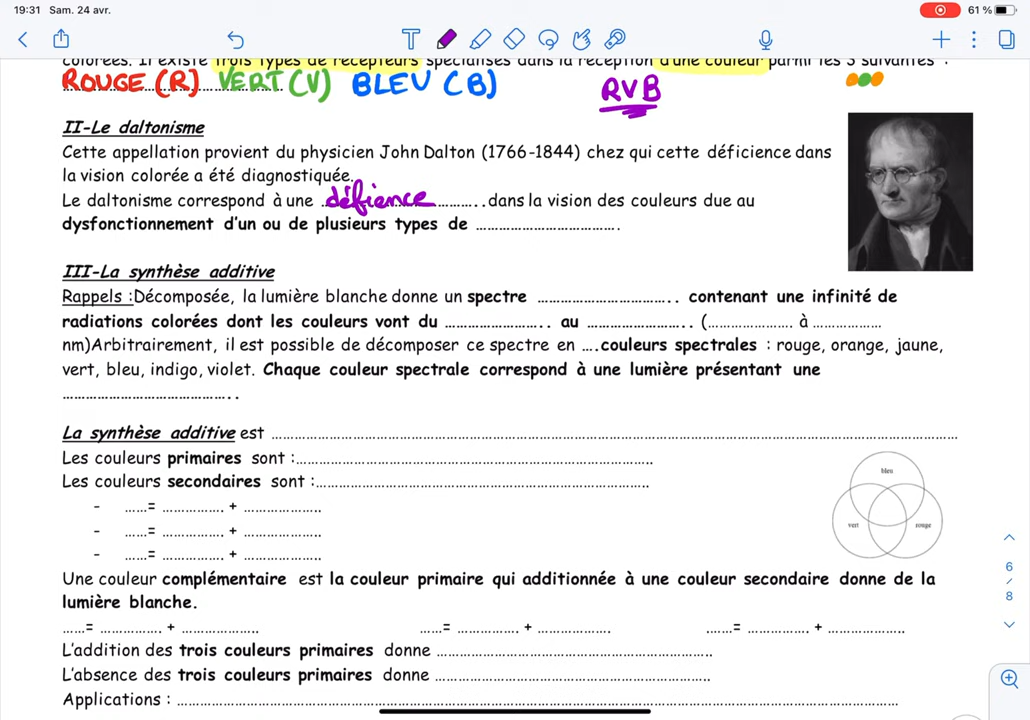 19:31 Sam. 24 avr. 61 %
colorées. Il existe trois types de récepteurs spécialisés dans la réception d'une couleur parmi les 3 suivantes :
ROUGE (R) VERT (V) BLEU (B) RVB
II-Le daltonisme
Cette appellation provient du physicien John Dalton (1766-1844) chez qui cette déficience dans
la vision colorée a été diagnostiquée.
Le daltonisme correspond à une défience ………..dans la vision des couleurs due au
dysfonctionnement d'un ou de plusieurs types de ……………………………….
III-La synthèse additive
Rappels :Décomposée, la lumière blanche donne un spectre …………………………….. contenant une infinité de
radiations colorées dont les couleurs vont du …………………….. au …………………….. (………………… à ………………
nm)Arbitrairement, il est possible de décomposer ce spectre en ….couleurs spectrales : rouge, orange, jaune,
vert, bleu, indigo, violet. Chaque couleur spectrale correspond à une lumière présentant une
……………………………………..
La synthèse additive est ……………………………………………………………………………………………………………………………
Les couleurs primaires sont :……………………………………………………………………………..
Les couleurs secondaires sont :…………………………………………………………………………
- ……= ……………. + ………………..
- ……= ……………. + ………………..
- ……= ……………. + ………………..
bleu
vert rouge
6
/
8
Une couleur complémentaire est la couleur primaire qui additionnée à une couleur secondaire donne de la
lumière blanche.
……= ……………. + ……………….. ……= ……………. + ………………. .……= ……………. + ………………..
L'addition des trois couleurs primaires donne ………………………………………………………..
L'absence des trois couleurs primaires donne ………………………………………………………..
Applications : ………………………………………………………………………………………………………………………………